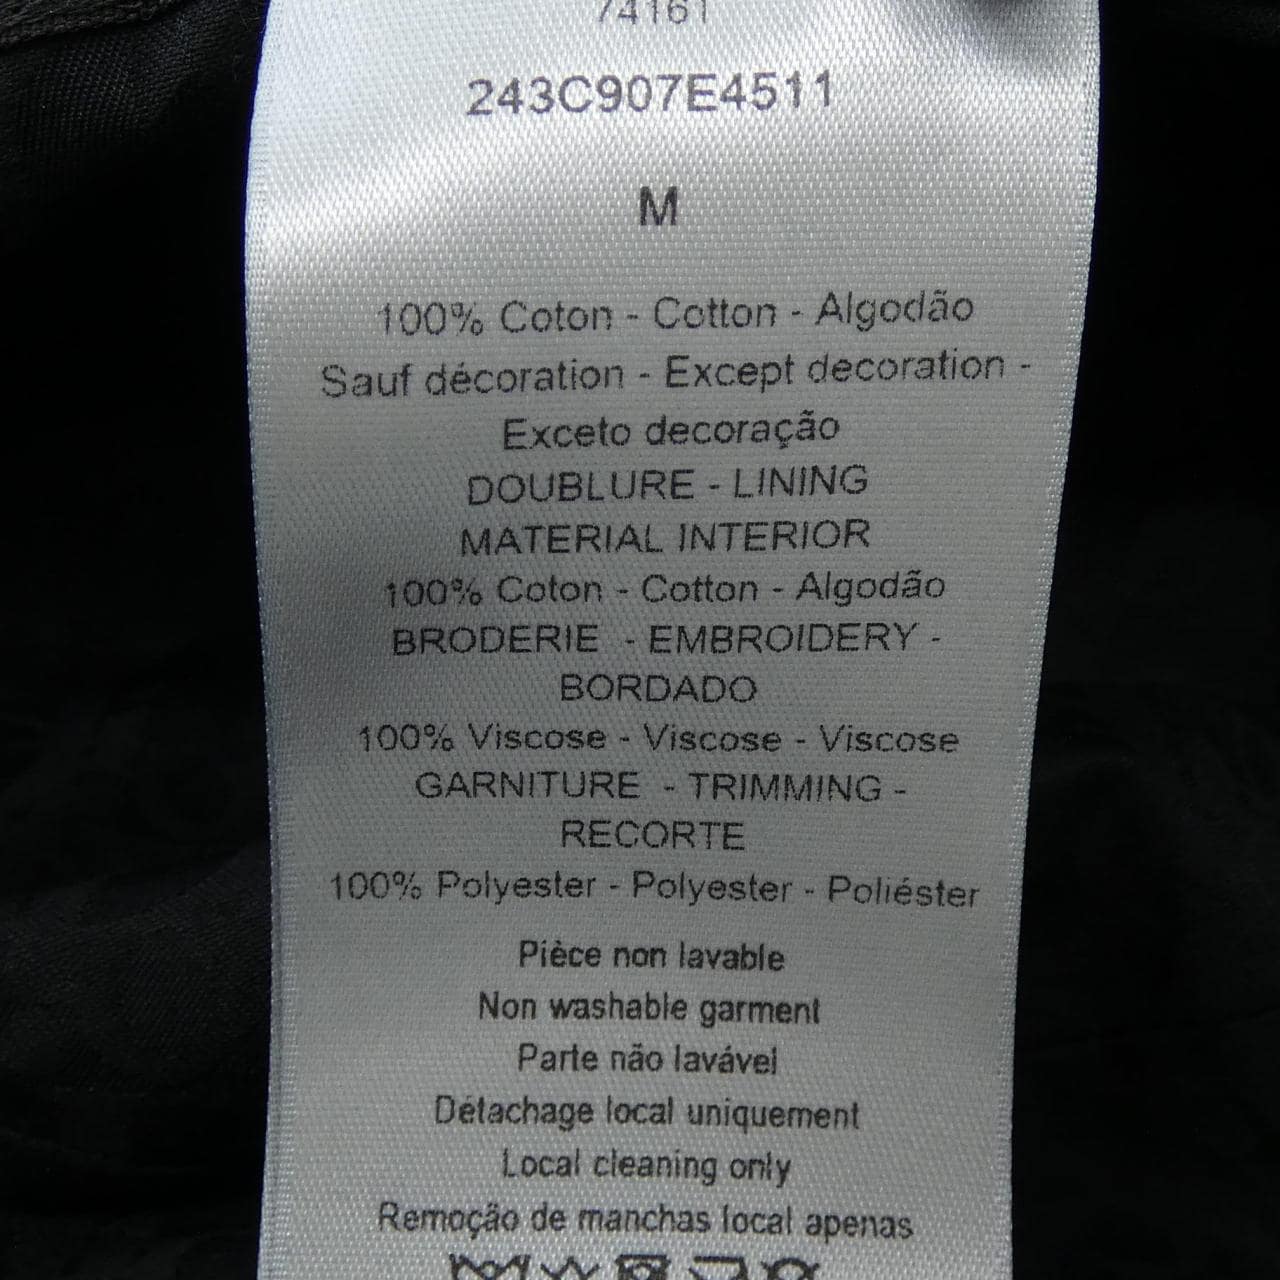 74161
243C907E4511
M
100% Coton - Cotton - Algodão
Sauf décoration - Except decoration -
Exceto decoração
DOUBLURE - LINING
MATERIAL INTERIOR
100% Coton - Cotton - Algodão
BRODERIE - EMBROIDERY -
BORDADO
100% Viscose - Viscose - Viscose
GARNITURE - TRIMMING -
RECORTE
100% Polyester - Polyester - Poliéster
Pièce non lavable
Non washable garment
Parte não lavável
Détachage local uniquement
Local cleaning only
Remoção de manchas local apenas